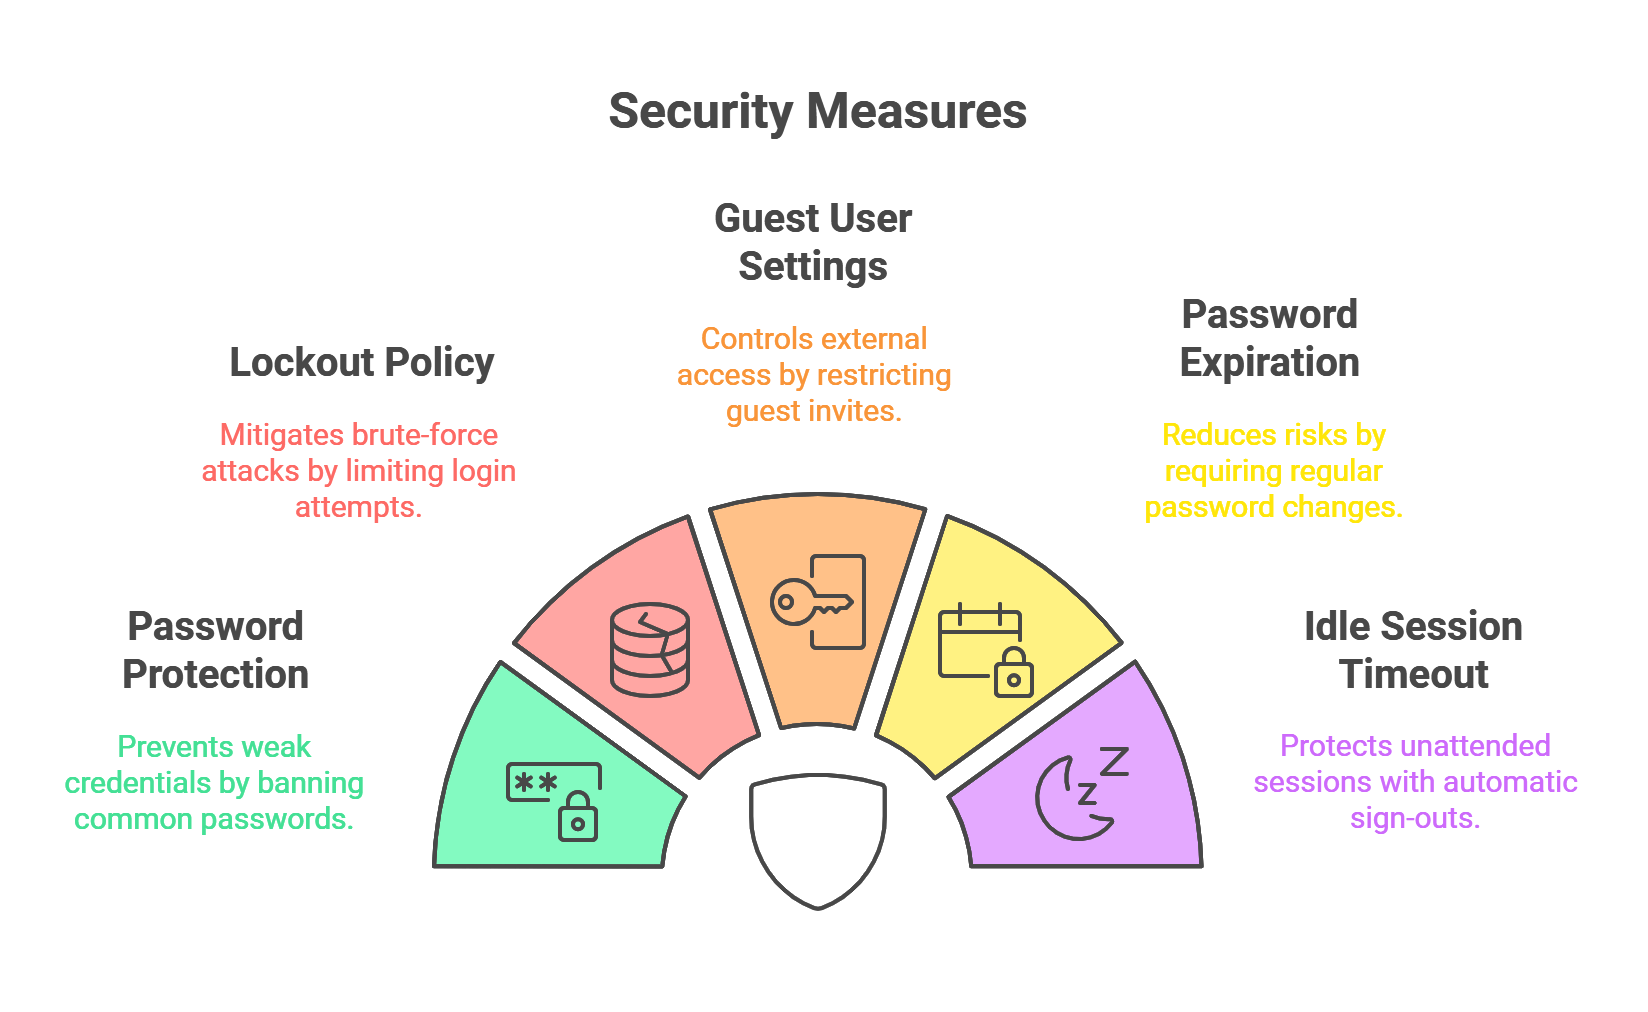 Security Measures
Guest User
Settings
Controls external
access by restricting
guest invites.
Password
Expiration
Reduces risks by
requiring regular
password changes.
Lockout Policy
Mitigates brute-force
attacks by limiting login
attempts.
Password
Protection
Prevents weak
credentials by banning
common passwords.
Idle Session
Timeout
Protects unattended
sessions with automatic
sign-outs.
**
Z
z